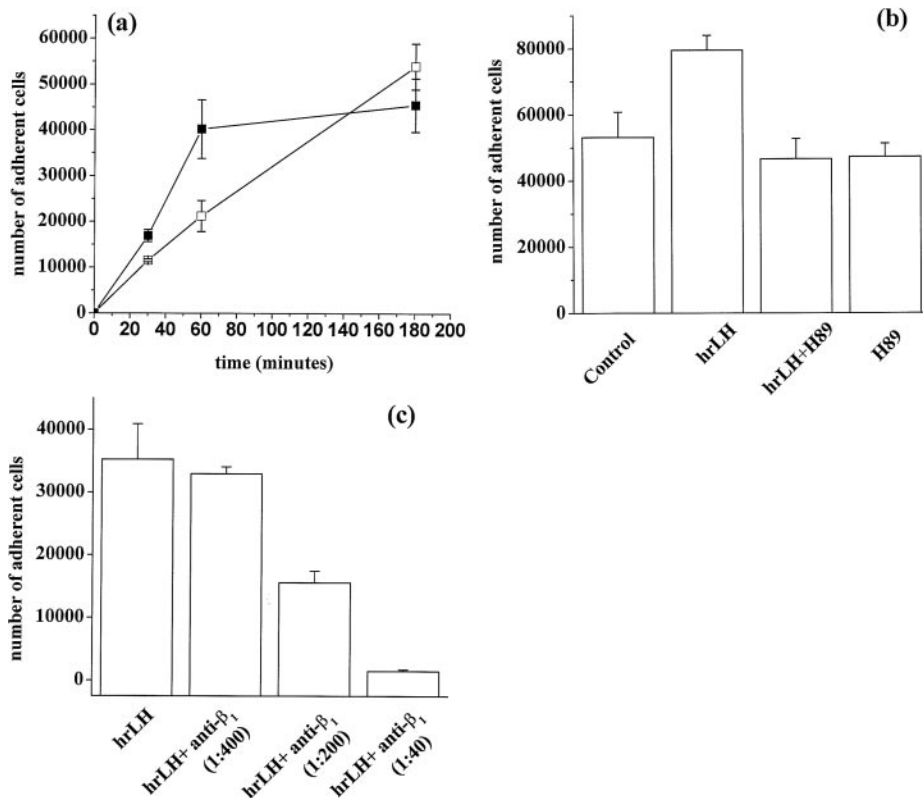 (a)
number of adherent cells
60000
50000
40000
30000
20000
10000
0
0 20 40 60 80 100 120 140 160 180 200
time (minutes)
(b)
number of adherent cells
80000
60000
40000
20000
0
Control
hrLH
hrLH+H89
H89
(c)
number of adherent cells
40000
30000
20000
10000
0
hrLH
hrLH+ anti-β₁
(1:400)
hrLH+ anti-β₁
(1:200)
hrLH+ anti-β₁
(1:40)